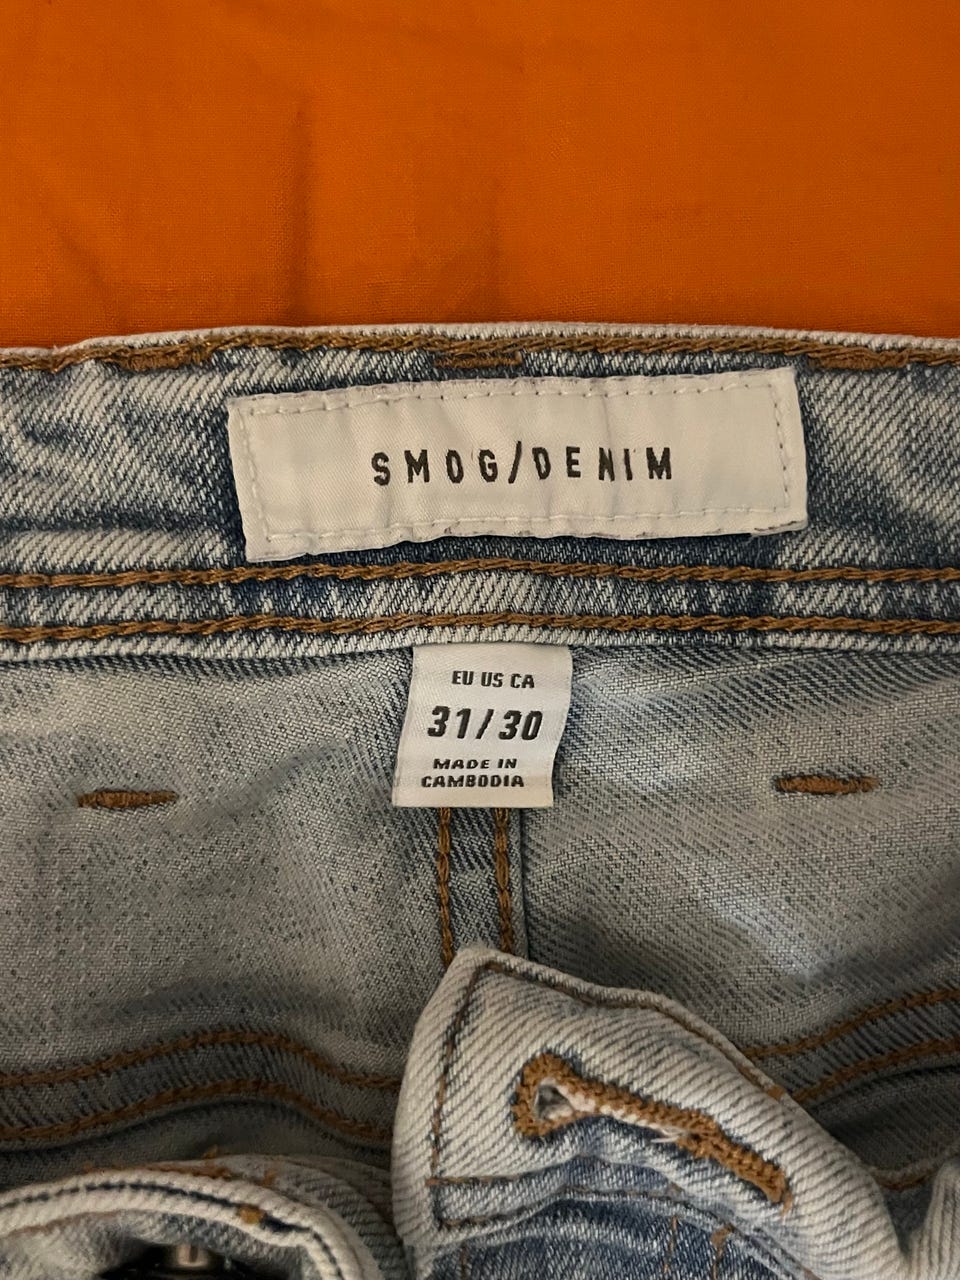 SMOG/DENIM
EU US CA
31/30
MADE IN
CAMBODIA